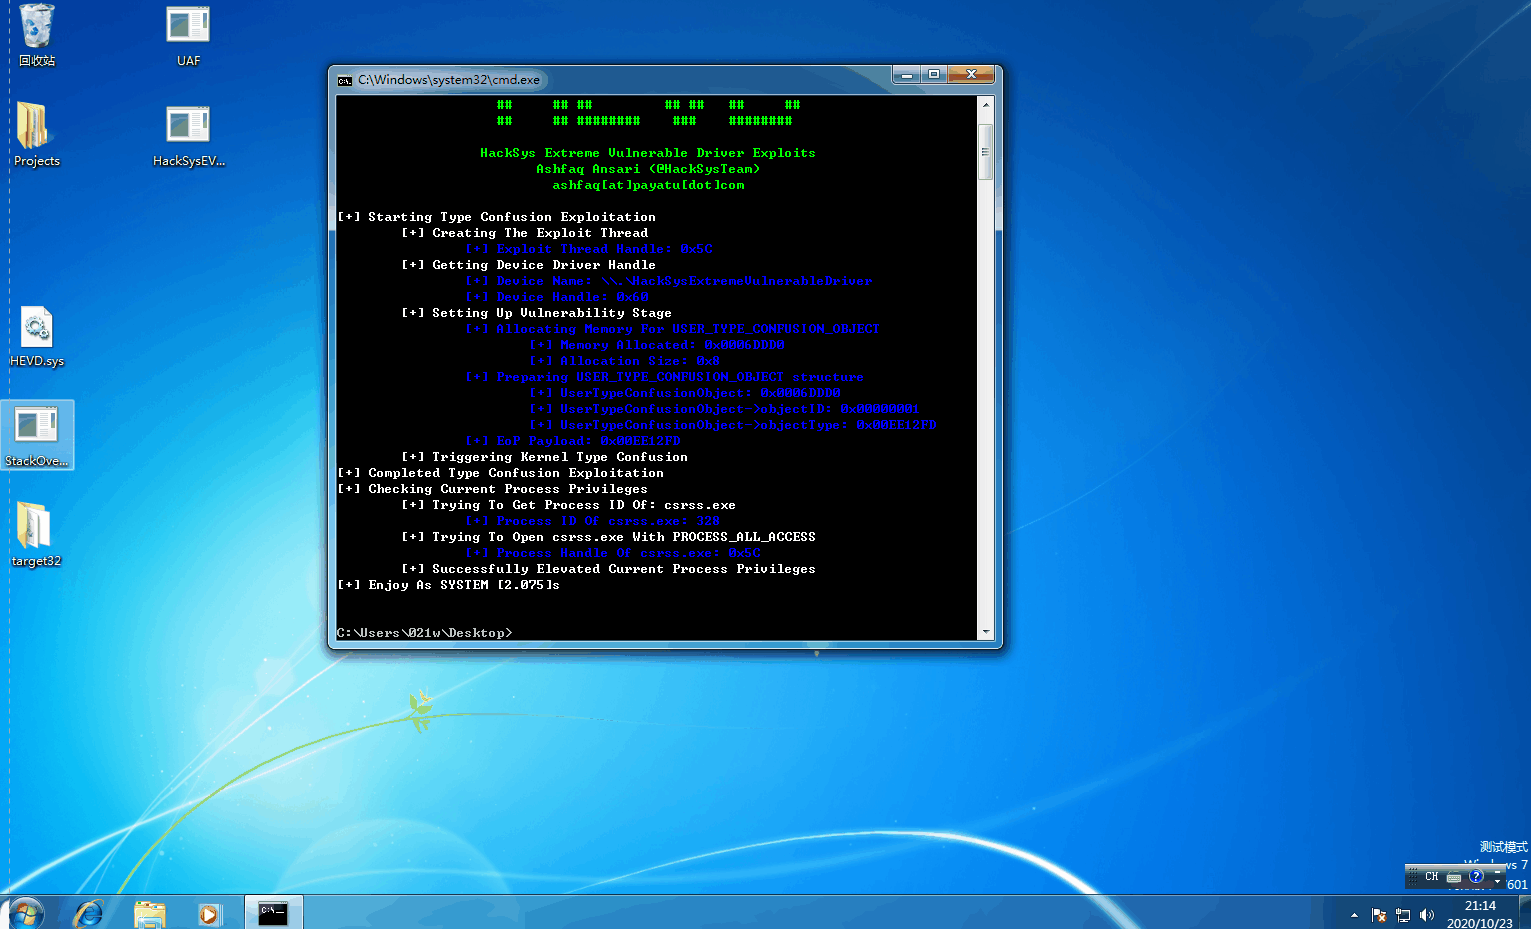 回收站
UAF
Projects
HackSysEV...
HEVD.sys
StackOve...
target32
C:\Windows\system32\cmd.exe
##     ## ##         ## ##   ##     ##
##     ## ########    ###    ########
HackSys Extreme Vulnerable Driver Exploits
Ashfaq Ansari (@HackSysTeam)
ashfaq[at]payatu[dot]com
[+] Starting Type Confusion Exploitation
[+] Creating The Exploit Thread
[+] Exploit Thread Handle: 0x5C
[+] Getting Device Driver Handle
[+] Device Name: \\.\HackSysExtremeVulnerableDriver
[+] Device Handle: 0x60
[+] Setting Up Vulnerability Stage
[+] Allocating Memory For USER_TYPE_CONFUSION_OBJECT
[+] Memory Allocated: 0x0006DDD0
[+] Allocation Size: 0x8
[+] Preparing USER_TYPE_CONFUSION_OBJECT structure
[+] UserTypeConfusionObject: 0x0006DDD0
[+] UserTypeConfusionObject->objectID: 0x00000001
[+] UserTypeConfusionObject->objectType: 0x00EE12FD
[+] EoP Payload: 0x00EE12FD
[+] Triggering Kernel Type Confusion
[+] Completed Type Confusion Exploitation
[+] Checking Current Process Privileges
[+] Trying To Get Process ID Of: csrss.exe
[+] Process ID Of csrss.exe: 328
[+] Trying To Open csrss.exe With PROCESS_ALL_ACCESS
[+] Process Handle Of csrss.exe: 0x5C
[+] Successfully Elevated Current Process Privileges
[+] Enjoy As SYSTEM [2.075]s
C:\Users\021w\Desktop>
测试模式
7
CH
7601
21:14
2020/10/23